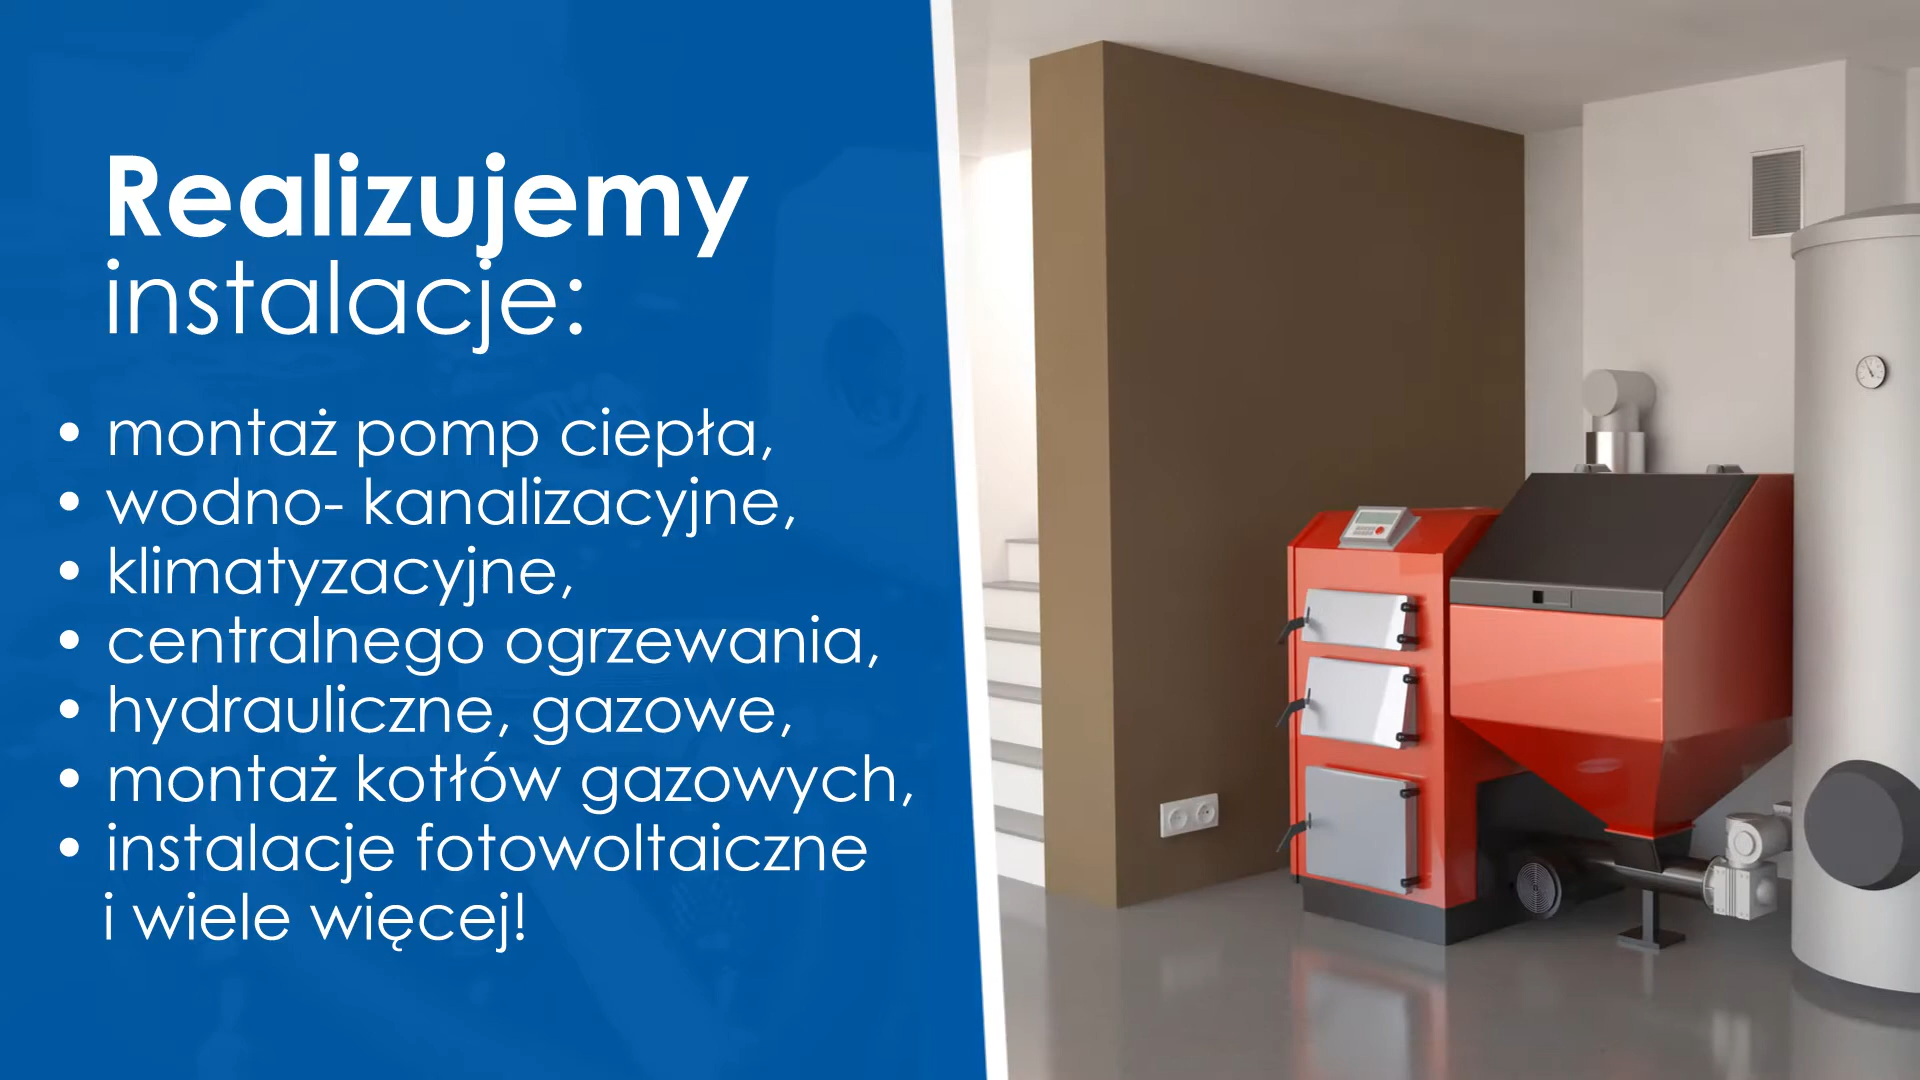 Realizujemy
instalacje:
• montaż pomp ciepła,
• wodno- kanalizacyjne,
• klimatyzacyjne,
• centralnego ogrzewania,
• hydrauliczne, gazowe,
• montaż kotłów gazowych,
• instalacje fotowoltaiczne
i wiele więcej!